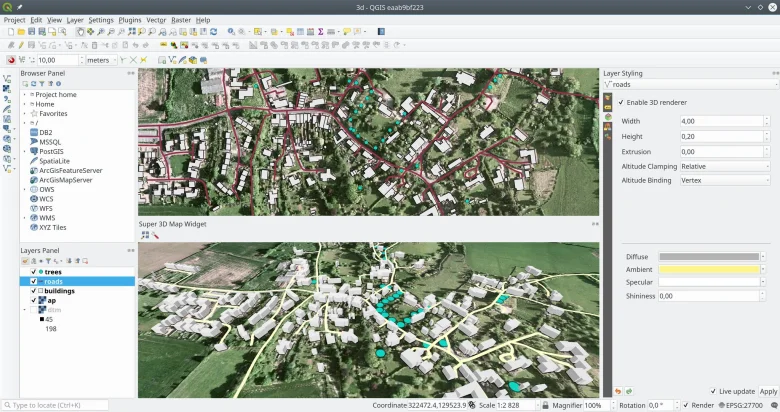 3d - QGIS eaab9bf223
Project Edit View Layer Settings Plugins Vector Raster Help
10,00 meters
Browser Panel
Project home
Home
Favorites
/
DB2
MSSQL
PostGIS
SpatiaLite
ArcGisFeatureServer
ArcGisMapServer
OWS
WCS
WFS
WMS
XYZ Tiles
Layers Panel
trees
roads
buildings
ap
dtm
45
198
Super 3D Map Widget
Layer Styling
roads
Enable 3D renderer
Width 4,00
Height 0,20
Extrusion 0,00
Altitude Clamping Relative
Altitude Binding Vertex
Diffuse
Ambient
Specular
Shininess 0,00
Live update Apply
Type to locate (Ctrl+K) Coordinate 322472.4,129523.9 Scale 1:2 828 Magnifier 100% Rotation 0,0 ° Render EPSG:27700